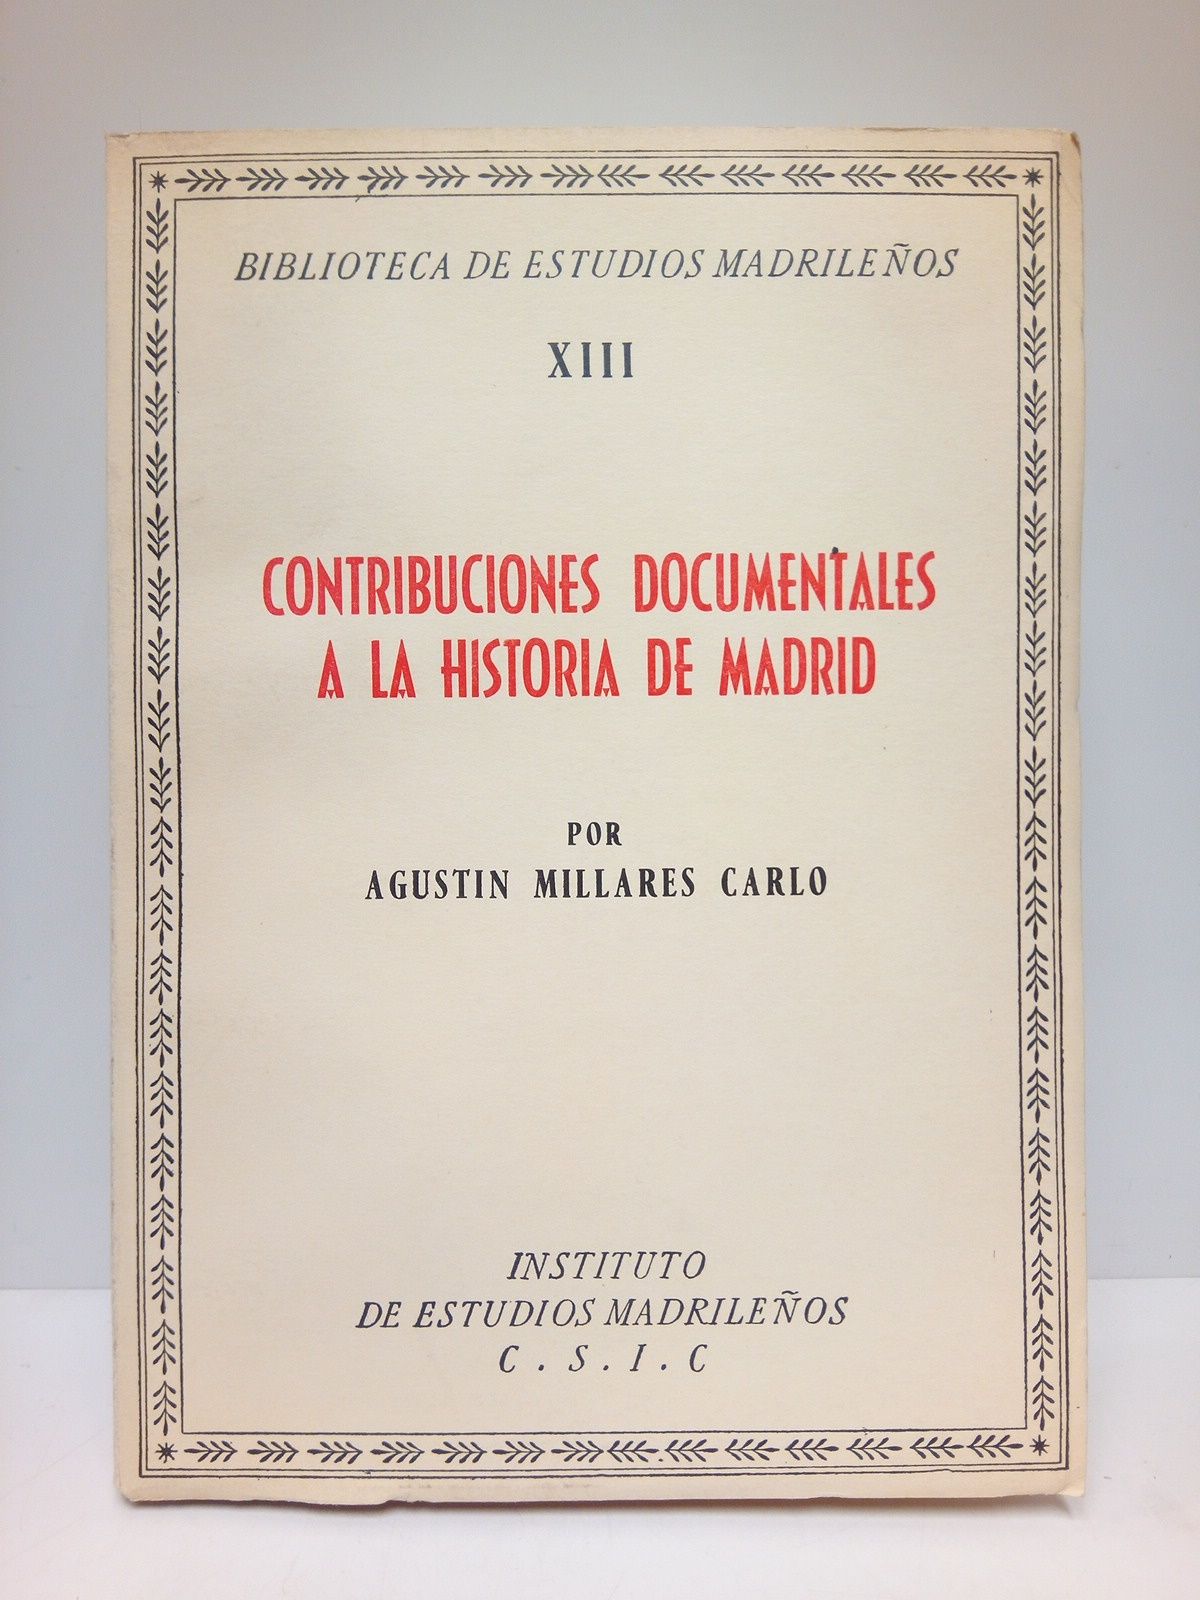 BIBLIOTECA DE ESTUDIOS MADRILEÑOS
XIII
CONTRIBUCIONES DOCUMENTALES
A LA HISTORIA DE MADRID
POR
AGUSTIN MILLARES CARLO
INSTITUTO
DE ESTUDIOS MADRILEÑOS
C . S . I . C